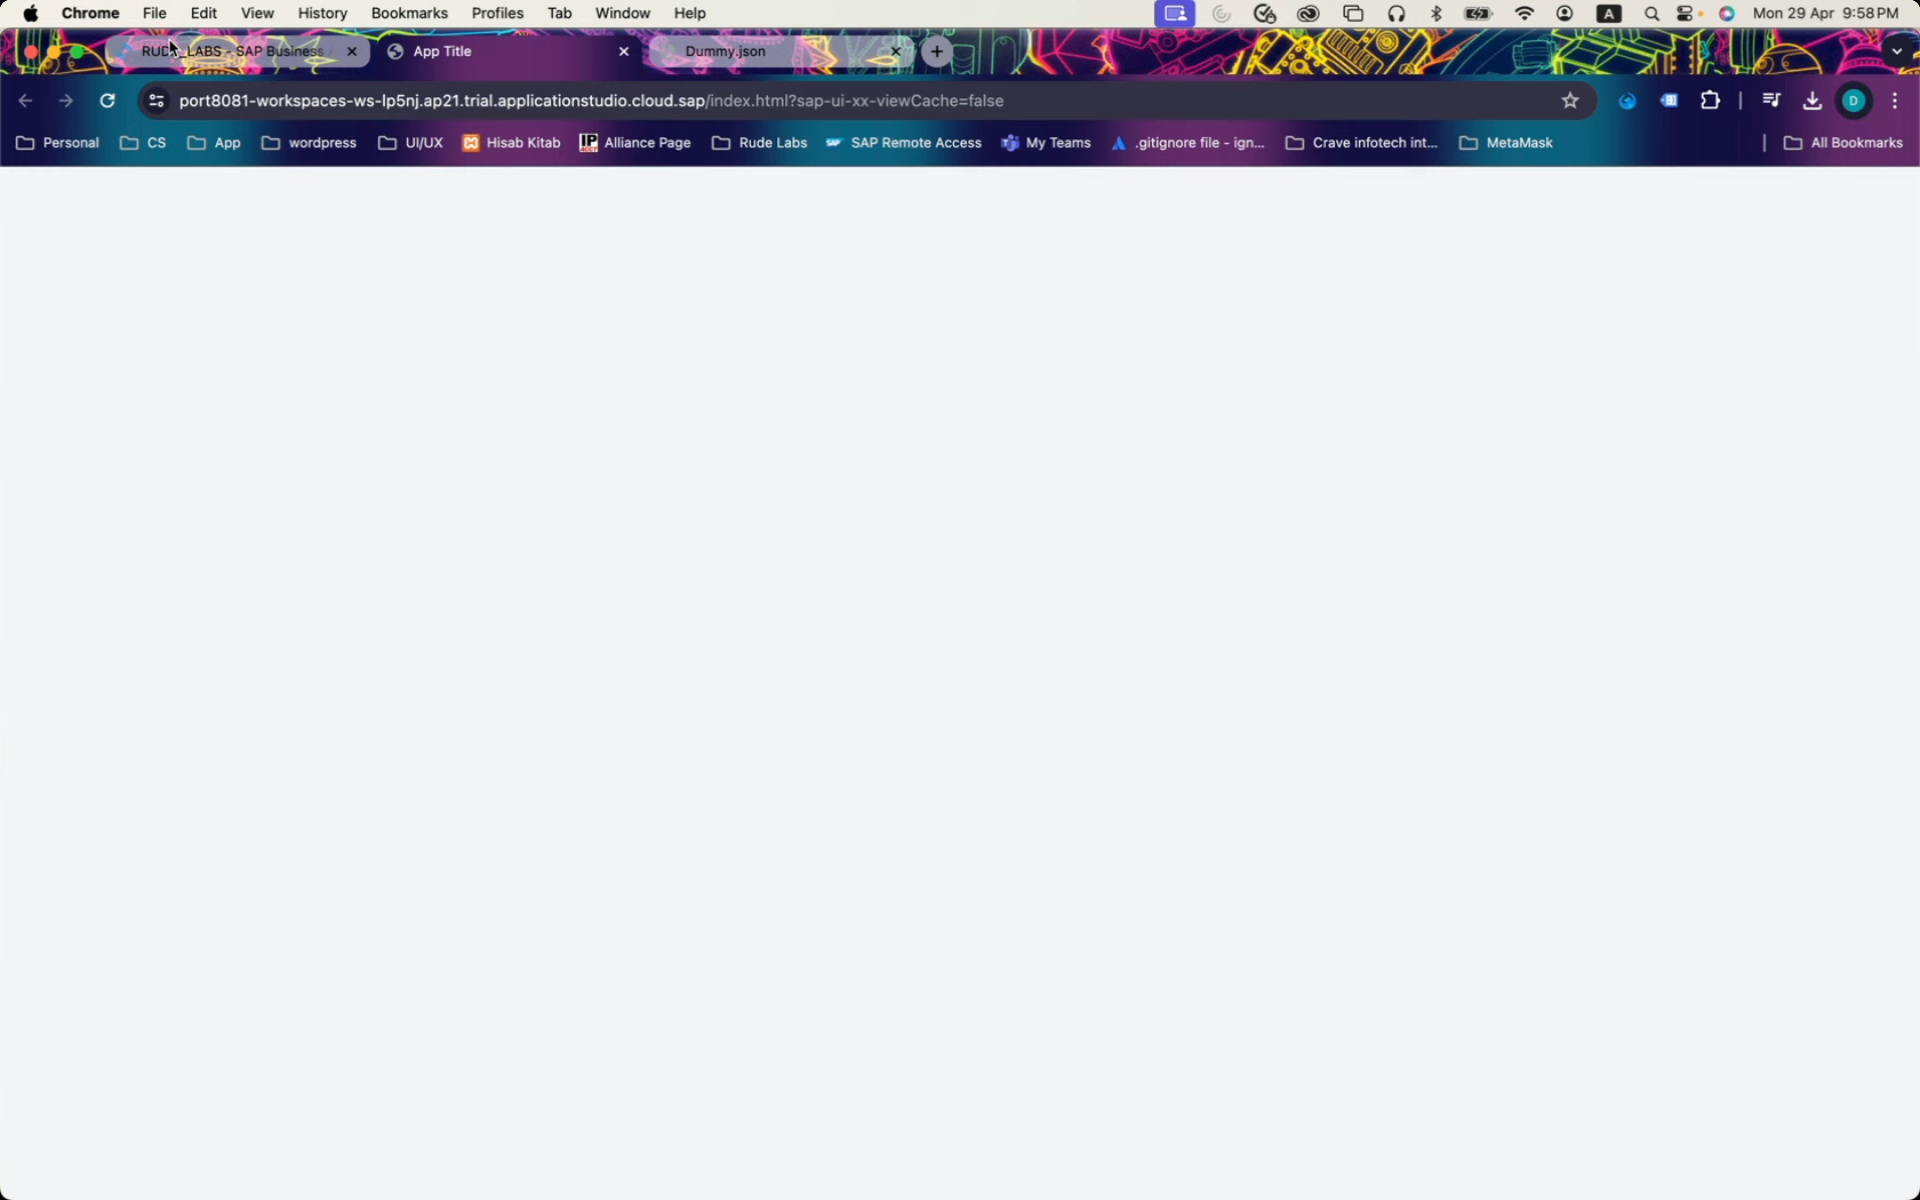 Chrome File Edit View History Bookmarks Profiles Tab Window Help A Mon 29 Apr 9:58 PM
RUDE_LABS - SAP Business App Title Dummy.json
port8081-workspaces-ws-lp5nj.ap21.trial.applicationstudio.cloud.sap/index.html?sap-ui-xx-viewCache=false D
Personal CS App wordpress UI/UX Hisab Kitab Alliance Page Rude Labs SAP Remote Access My Teams .gitignore file - ign... Crave infotech int... MetaMask All Bookmarks